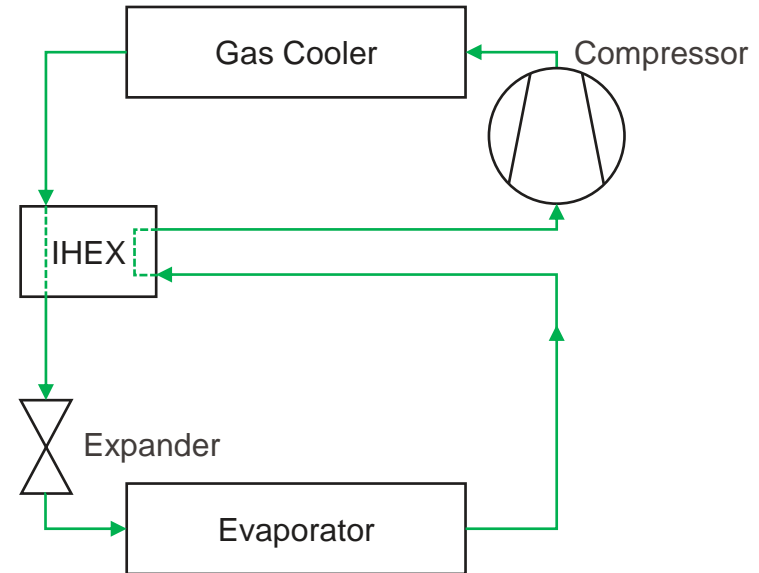 Gas Cooler
Compressor
IHEX
Expander
Evaporator